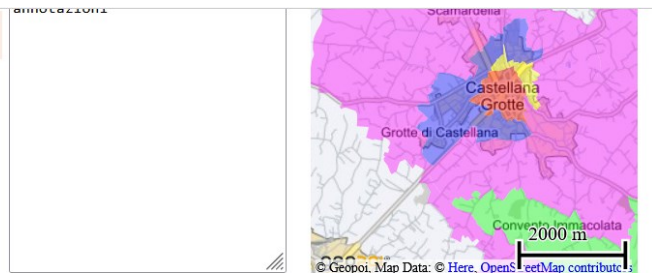 annotazioni
Scamardella
Castellana
Grotte
Grotte di Castellana
Convento Immacolata
2000 m
© Geopoi, Map Data: © Here, OpenStreetMap contributors